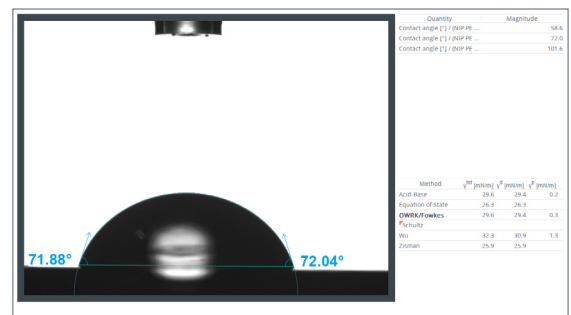 Quantity Magnitude
Contact angle [°] / (NIP PE ... 58.6
Contact angle [°] / (NIP PE ... 72.0
Contact angle [°] / (NIP PE ... 101.6
71.88° 72.04°
Method γtot [mN/m] γd [mN/m] γp [mN/m]
Acid-Base 29.6 29.4 0.2
Equation of State 26.3 26.3
OWRK/Fowkes 29.6 29.4 0.3
Schultz
Wu 32.3 30.9 1.3
Zisman 25.9 25.9